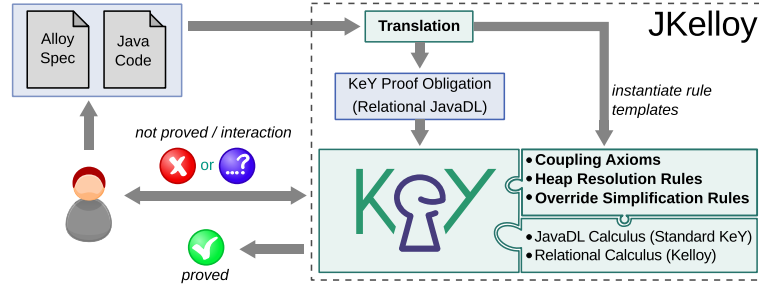 JKelloy
Alloy
Spec
Java
Code
Translation
KeY Proof Obligation
(Relational JavaDL)
instantiate rule
templates
not proved / interaction
x or ...?
KeY
• Coupling Axioms
• Heap Resolution Rules
• Override Simplification Rules
• JavaDL Calculus (Standard KeY)
• Relational Calculus (Kelloy)
proved